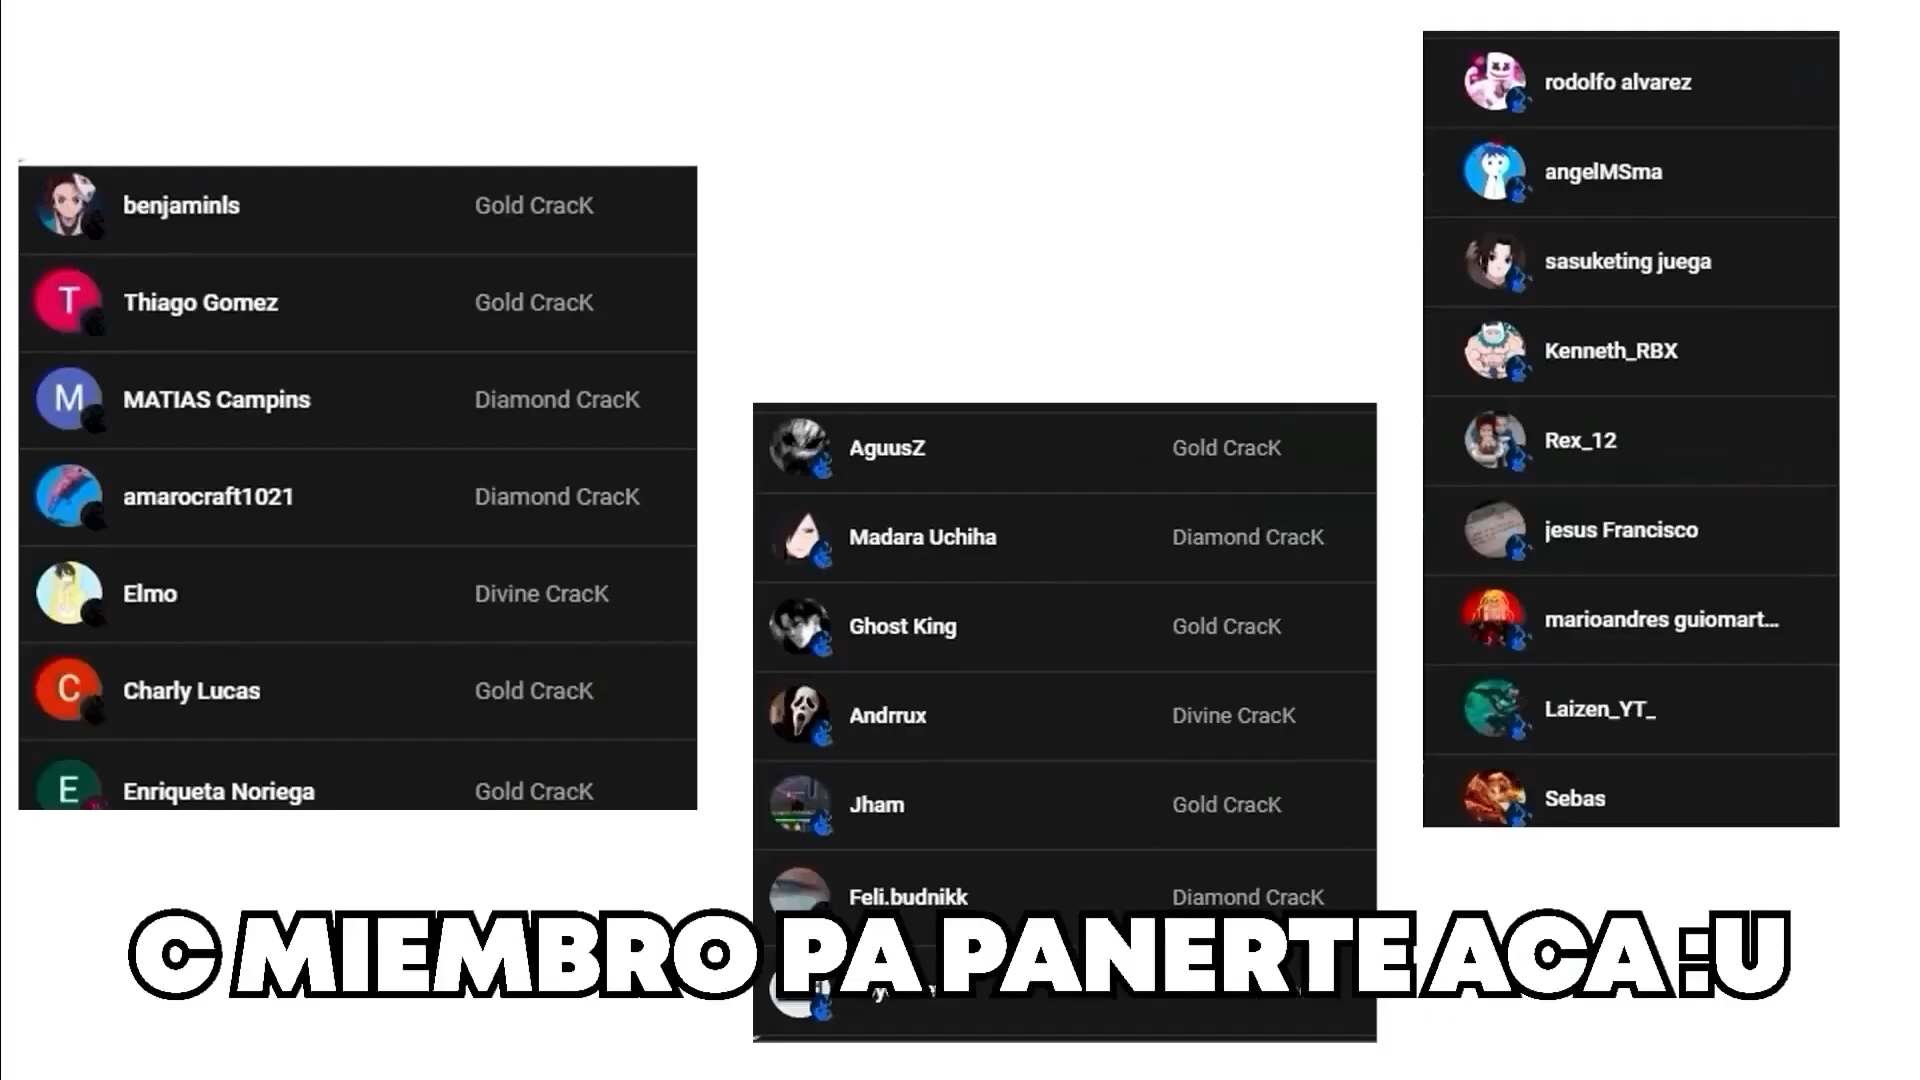 benjaminls Gold CracK
T Thiago Gomez Gold CracK
M MATIAS Campins Diamond CracK
amarocraft1021 Diamond CracK
Elmo Divine CracK
C Charly Lucas Gold CracK
E Enriqueta Noriega Gold CracK
AguusZ Gold CracK
Madara Uchiha Diamond CracK
Ghost King Gold CracK
Andrrux Divine CracK
Jham Gold CracK
Feli.budnikk Diamond CracK
rodolfo alvarez
angelMSma
sasuketing juega
Kenneth_RBX
Rex_12
jesus Francisco
marioandres guiomart...
Laizen_YT_
Sebas
C MIEMBRO PA PANERTE ACA :U